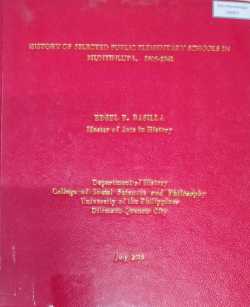 HISTORY OF SELECTED PUBLIC ELEMENTARY SCHOOLS IN
MUNTINLUPA,
EDSEL B. BASILLA
Master of Arts in History
Department of History
College of Social Sciences and Philosophy
University of the Philippines
Diliman, Quezon City
July 2018